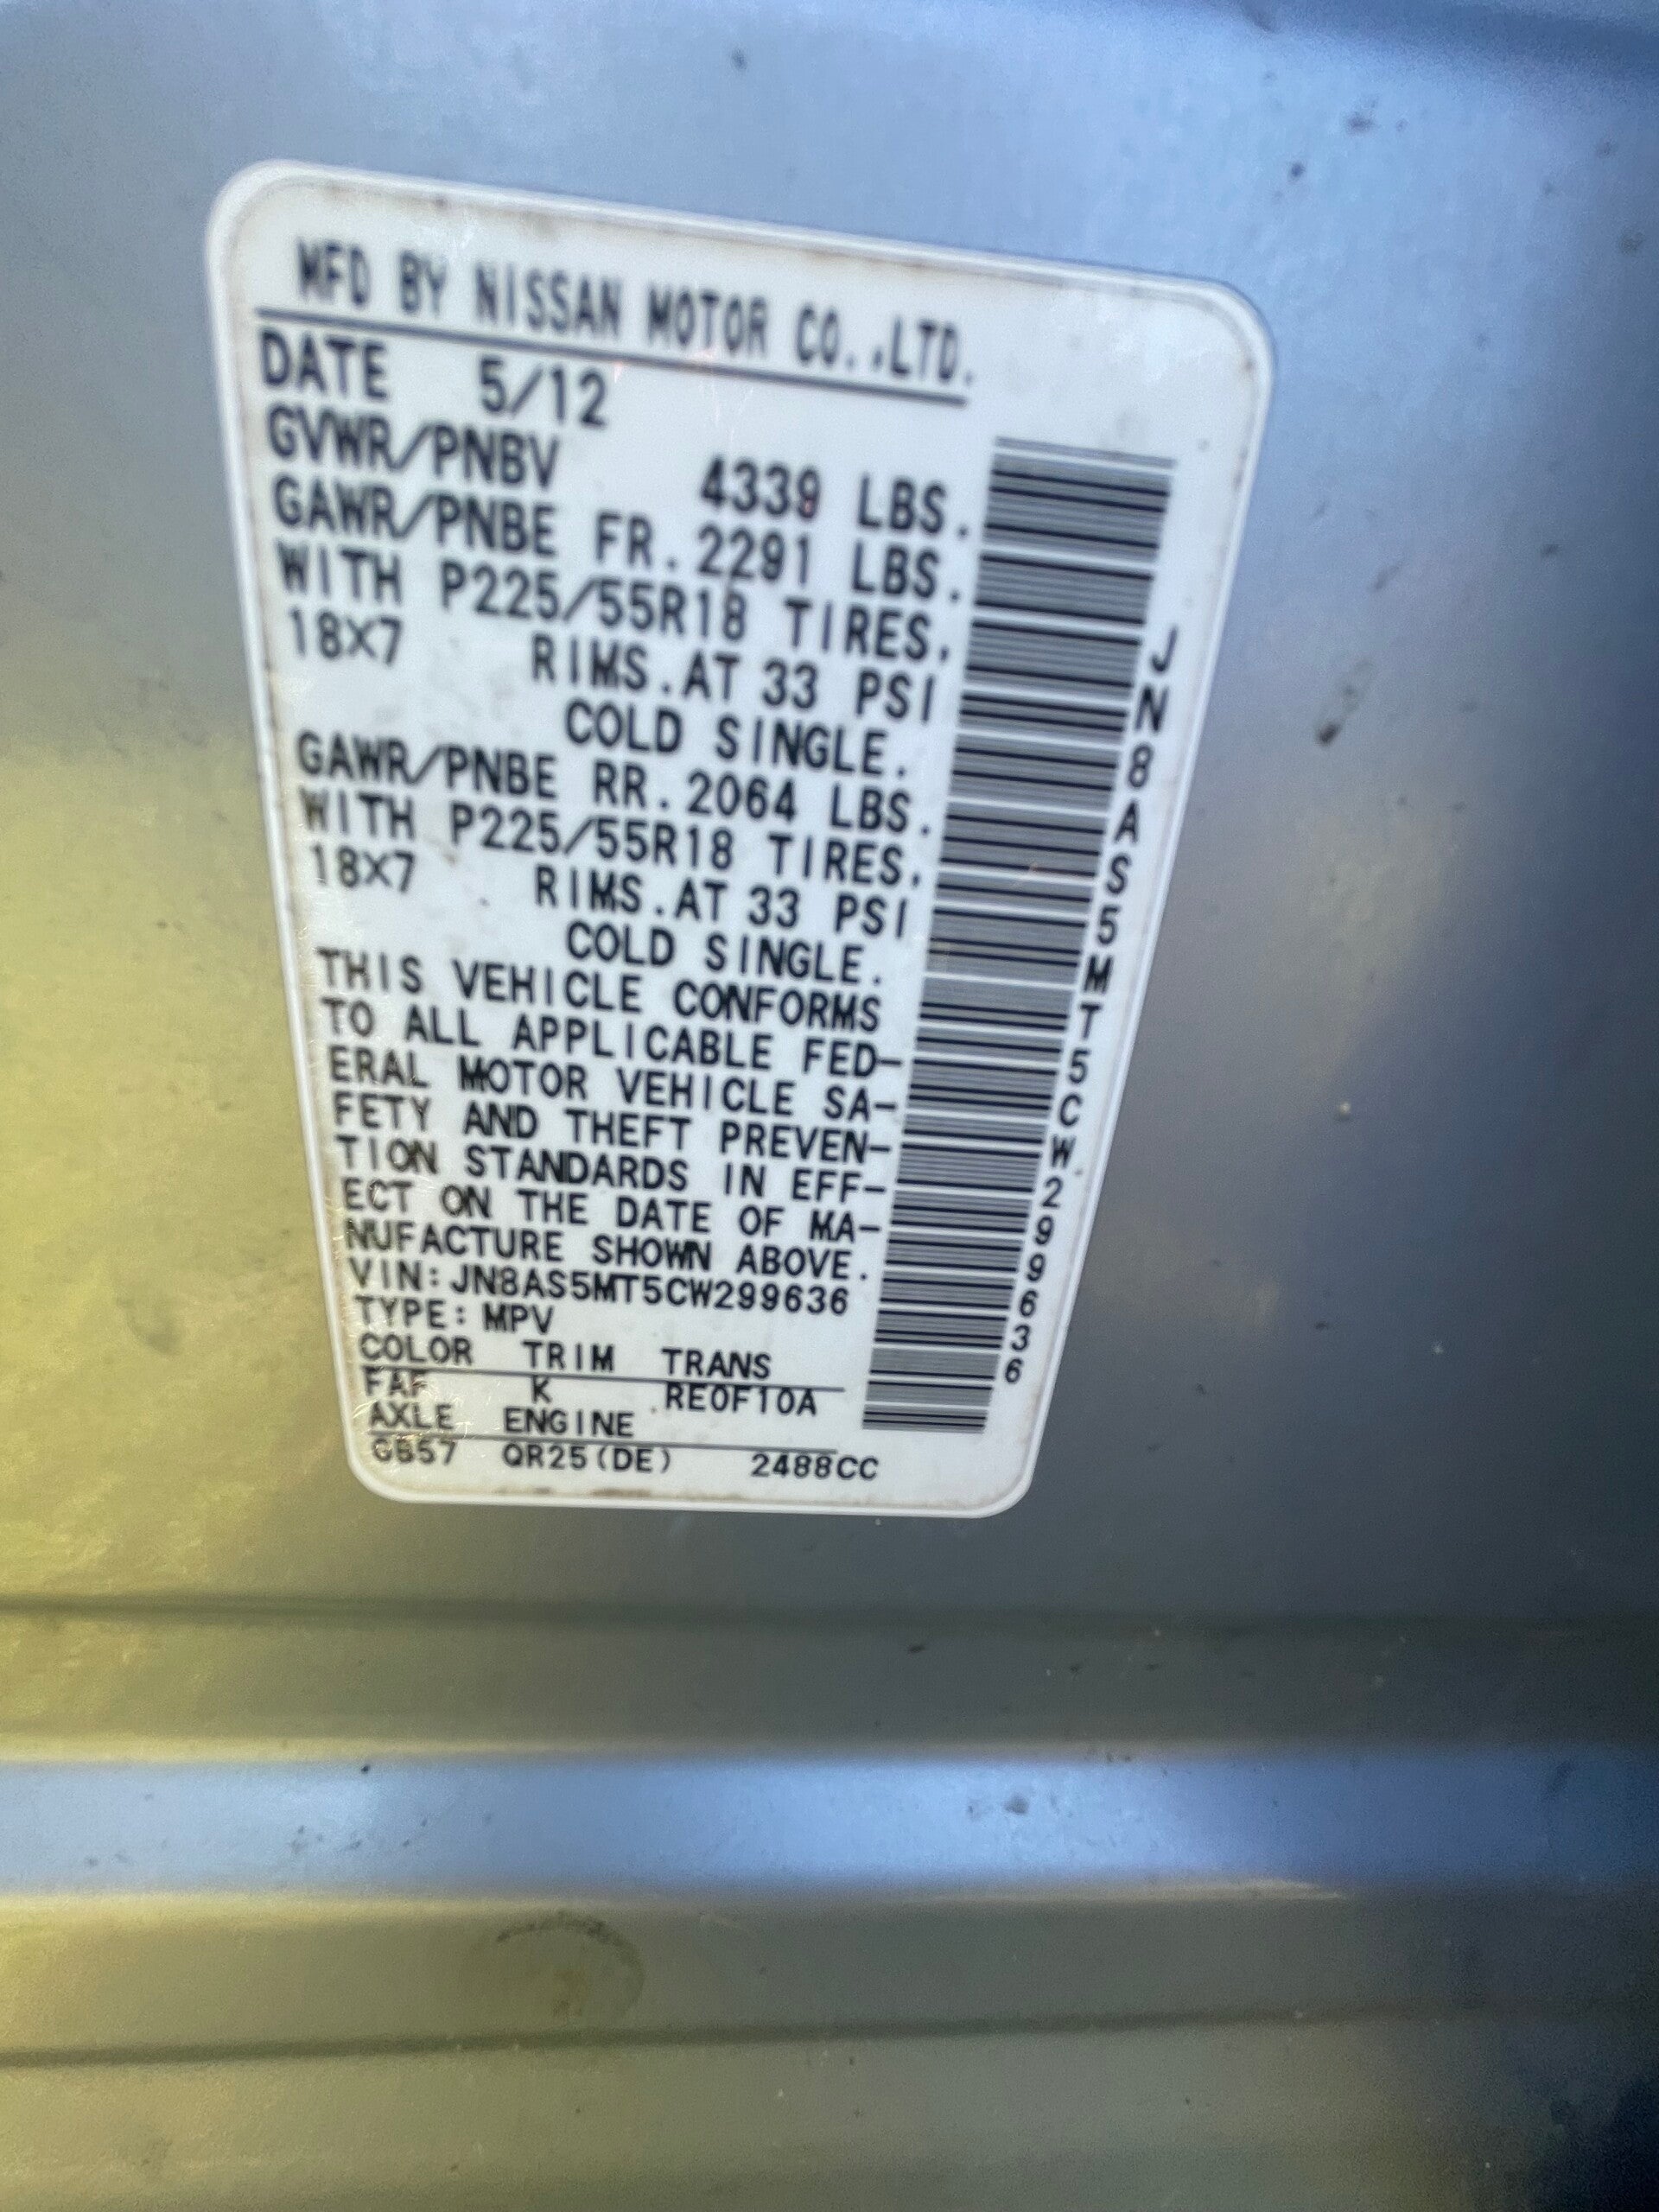 MFD BY NISSAN MOTOR CO.,LTD.
DATE 5/12
GVWR/PNBV 4339 LBS.
GAWR/PNBE FR.2291 LBS.
WITH P225/55R18 TIRES,
18X7 RIMS.AT 33 PSI
COLD SINGLE.
GAWR/PNBE RR.2064 LBS.
WITH P225/55R18 TIRES,
18X7 RIMS.AT 33 PSI
COLD SINGLE.
THIS VEHICLE CONFORMS
TO ALL APPLICABLE FED-
ERAL MOTOR VEHICLE SA-
FETY AND THEFT PREVEN-
TION STANDARDS IN EFF-
ECT ON THE DATE OF MA-
NUFACTURE SHOWN ABOVE.
VIN:JN8AS5MT5CW299636
TYPE:MPV
COLOR TRIM TRANS
FAF K RE0F10A
AXLE ENGINE
GB57 QR25(DE) 2488CC
JN8AS5MT5CW299636